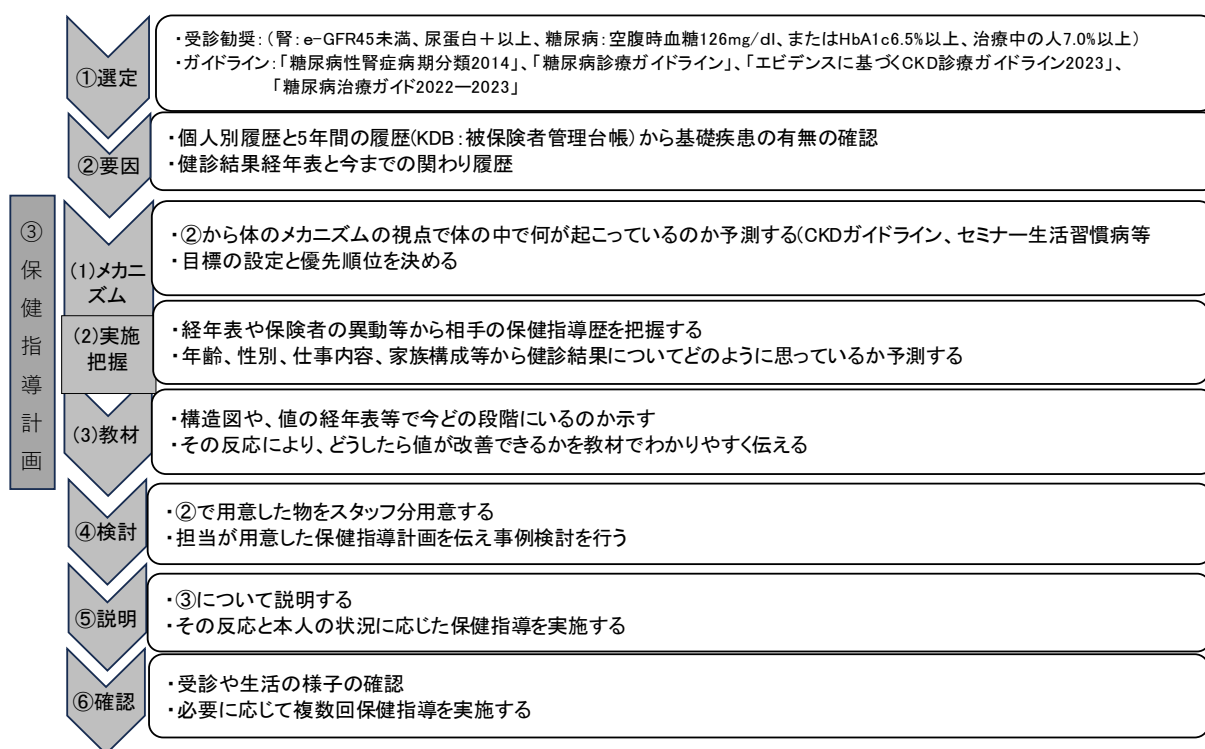 ①選定
・受診勧奨：（腎：e-GFR45未満、尿蛋白＋以上、糖尿病：空腹時血糖126mg/dl、またはHbA1c6.5%以上、治療中の人7.0%以上）
・ガイドライン：「糖尿病性腎症病期分類2014」、「糖尿病診療ガイドライン」、「エビデンスに基づくCKD診療ガイドライン2023」、
「糖尿病治療ガイド2022ー2023」
②要因
・個人別履歴と5年間の履歴(KDB：被保険者管理台帳）から基礎疾患の有無の確認
・健診結果経年表と今までの関わり履歴
③保健指導計画
(1)メカニ
ズム
・②から体のメカニズムの視点で体の中で何が起こっているのか予測する(CKDガイドライン、セミナー生活習慣病等
・目標の設定と優先順位を決める
(2)実施
把握
・経年表や保険者の異動等から相手の保健指導歴を把握する
・年齢、性別、仕事内容、家族構成等から健診結果についてどのように思っているか予測する
(3)教材
・構造図や、値の経年表等で今どの段階にいるのか示す
・その反応により、どうしたら値が改善できるかを教材でわかりやすく伝える
④検討
・②で用意した物をスタッフ分用意する
・担当が用意した保健指導計画を伝え事例検討を行う
⑤説明
・③について説明する
・その反応と本人の状況に応じた保健指導を実施する
⑥確認
・受診や生活の様子の確認
・必要に応じて複数回保健指導を実施する